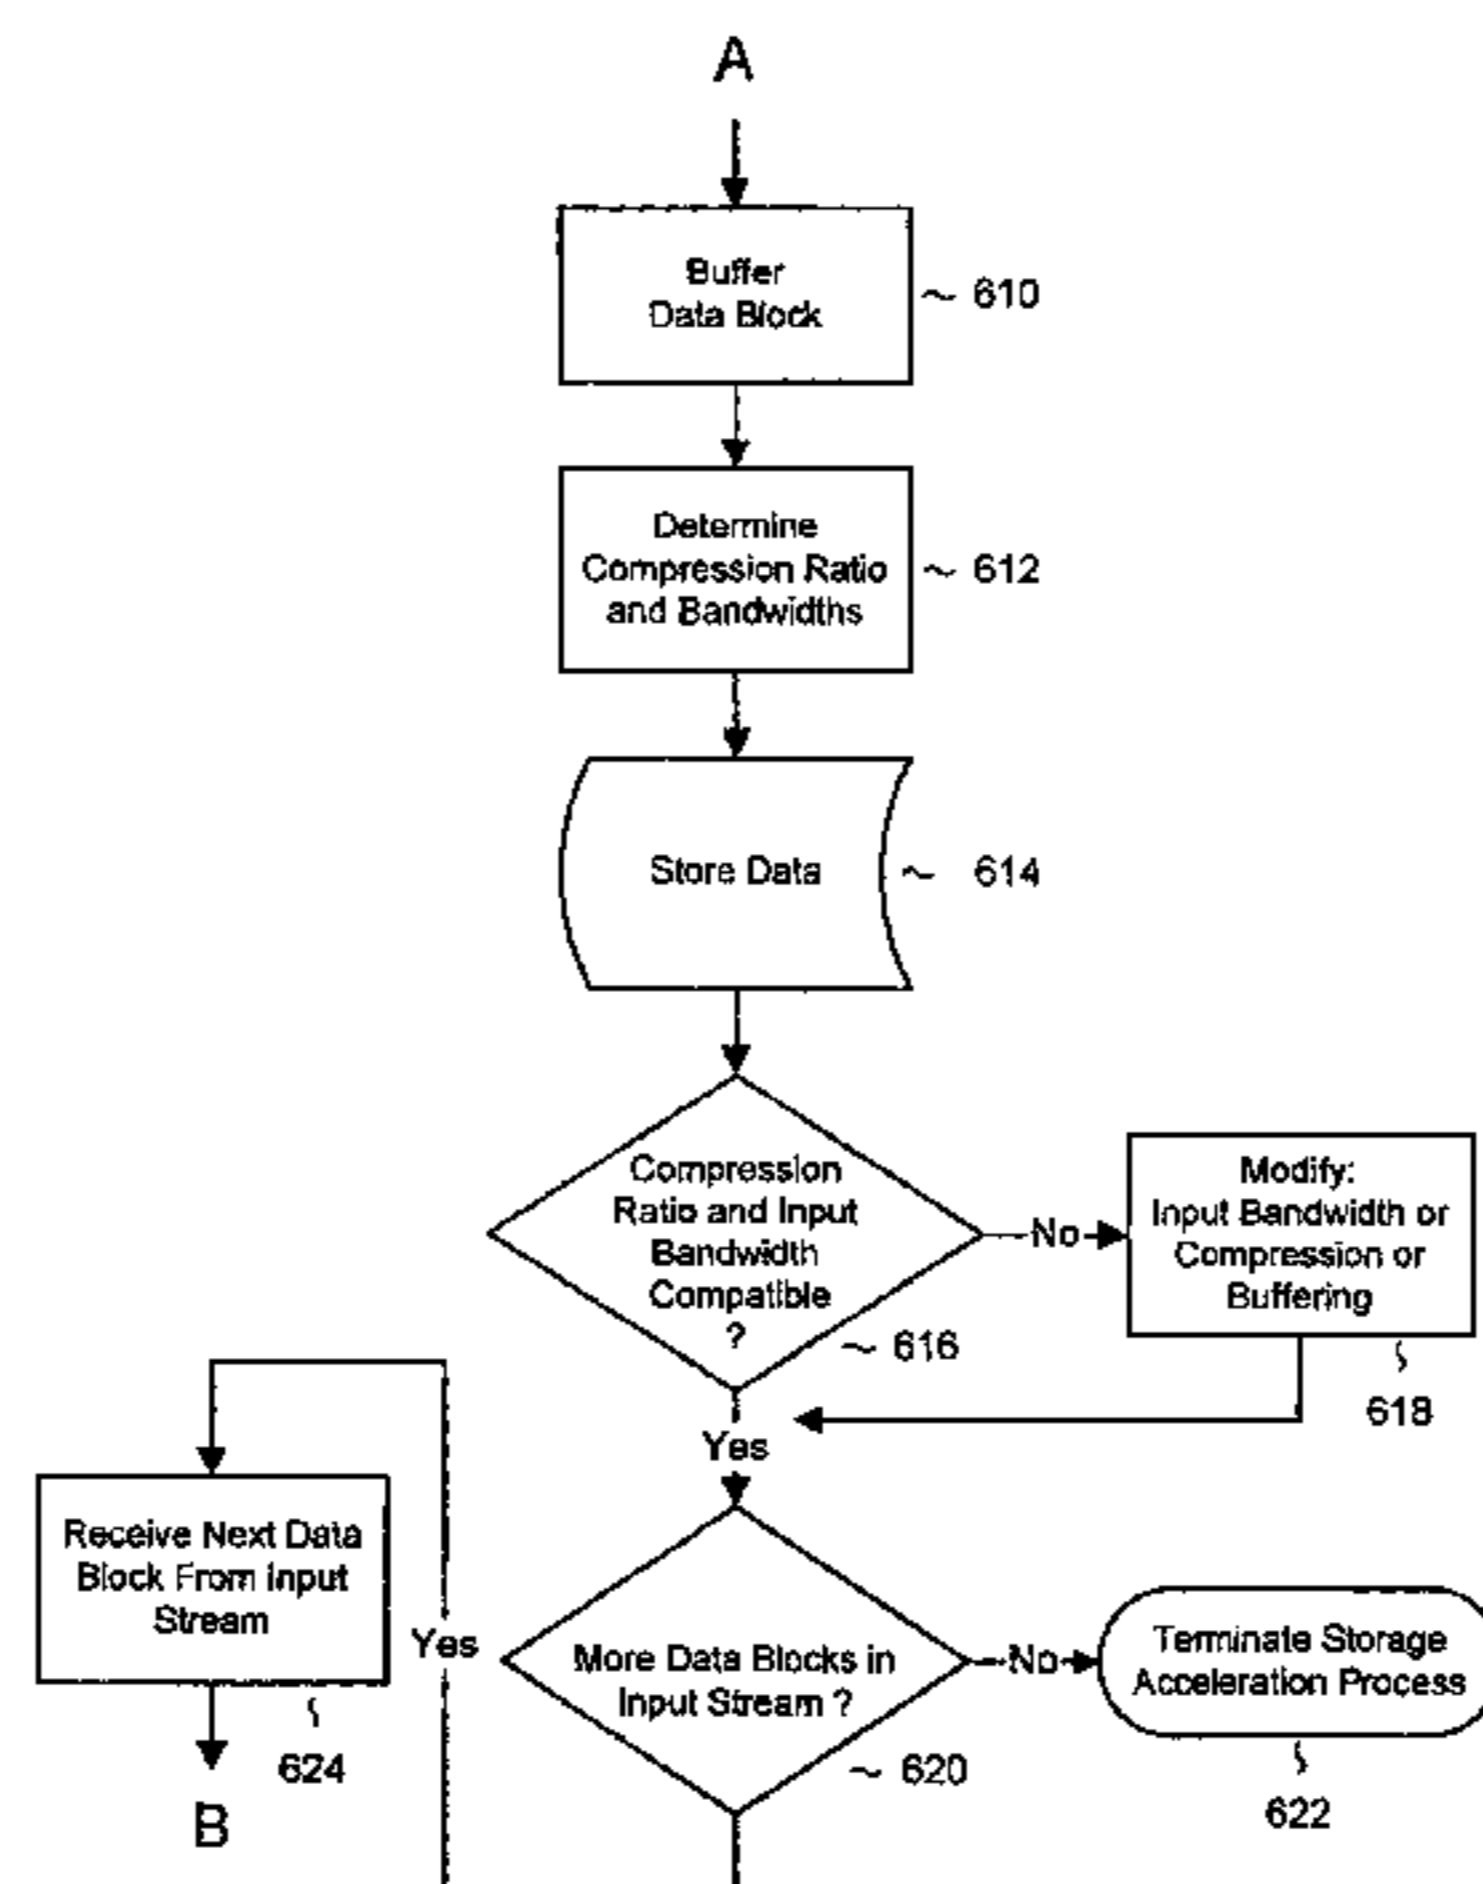 A
Buffer
Data Block
~ 610
Determine
Compression Ratio
and Bandwidths
~ 612
Store Data
~ 614
Compression
Ratio and Input
Bandwidth
Compatible
?
~ 616
No
Modify:
Input Bandwidth or
Compression or
Buffering
618
Yes
Receive Next Data
Block From Input
Stream
624
B
Yes
More Data Blocks in
Input Stream ?
~ 620
No
Terminate Storage
Acceleration Process
622